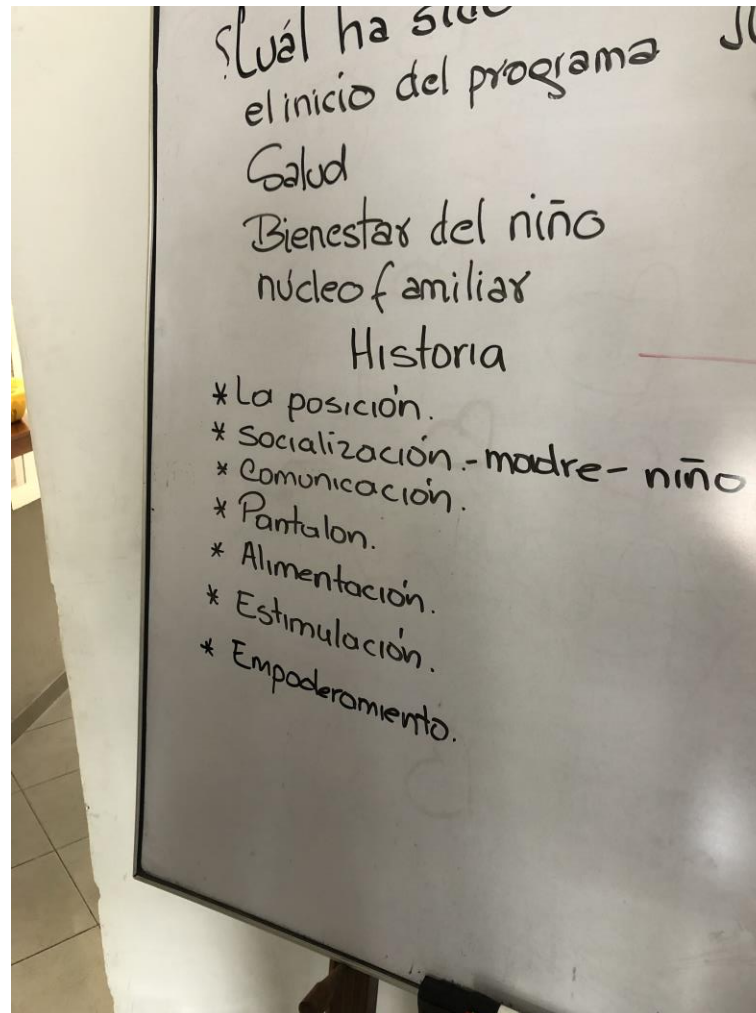 ¿Cuál ha sido
el inicio del programa
Salud
Bienestar del niño
núcleo familiar
Historia
*La posición.
* Socialización.-madre- niño
* Comunicación.
* Pantalon.
* Alimentación.
* Estimulación.
* Empoderamiento.